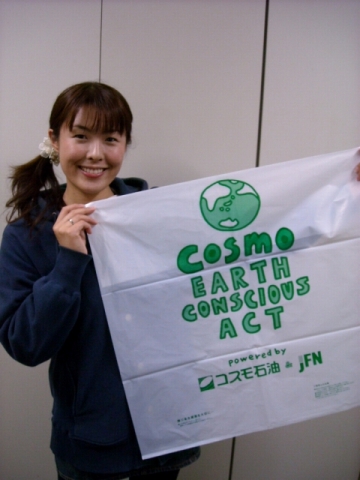 COSMO
EARTH
CONSCIOUS
ACT
powered by
コスモ石油 & JFN